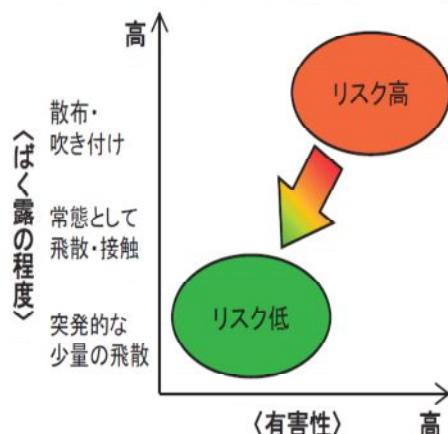 高
リスク高
散布・
吹き付け
〈ばく露の程度〉
常態として
飛散・接触
リスク低
突発的な
少量の飛散
〈有害性〉
高